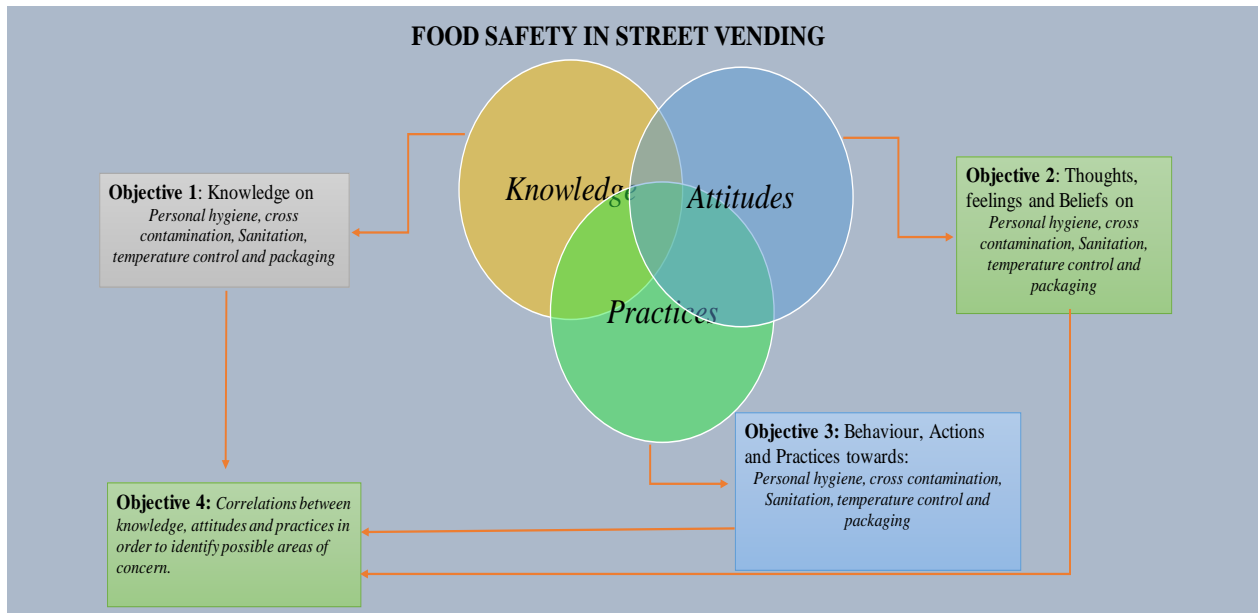 FOOD SAFETY IN STREET VENDING
Knowledge
Attitudes
Practices
Objective 1: Knowledge on
Personal hygiene, cross
contamination, Sanitation,
temperature control and packaging
Objective 2: Thoughts,
feelings and Beliefs on
Personal hygiene, cross
contamination, Sanitation,
temperature control and
packaging
Objective 3: Behaviour, Actions
and Practices towards:
Personal hygiene, cross contamination,
Sanitation, temperature control and
packaging
Objective 4: Correlations between
knowledge, attitudes and practices in
order to identify possible areas of
concern.